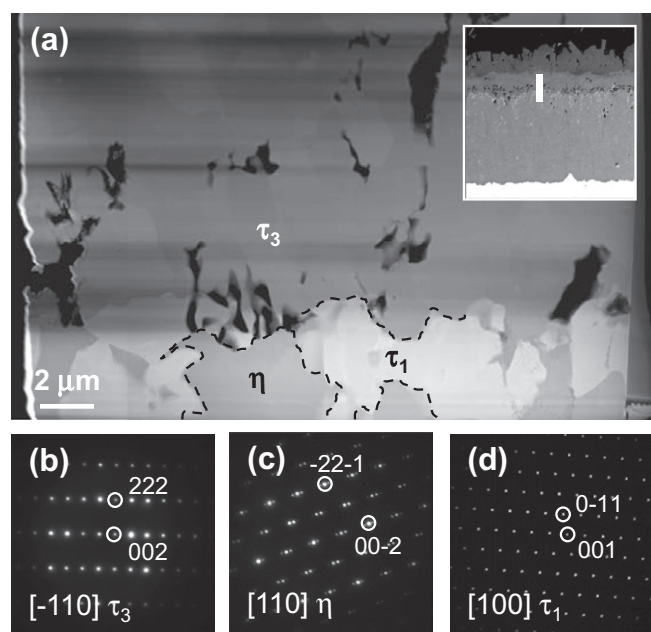 (a)
τ3
τ1
η
2 μm
(b)
222
002
[-110] τ3
(c)
-22-1
00-2
[110] η
(d)
0-11
001
[100] τ1